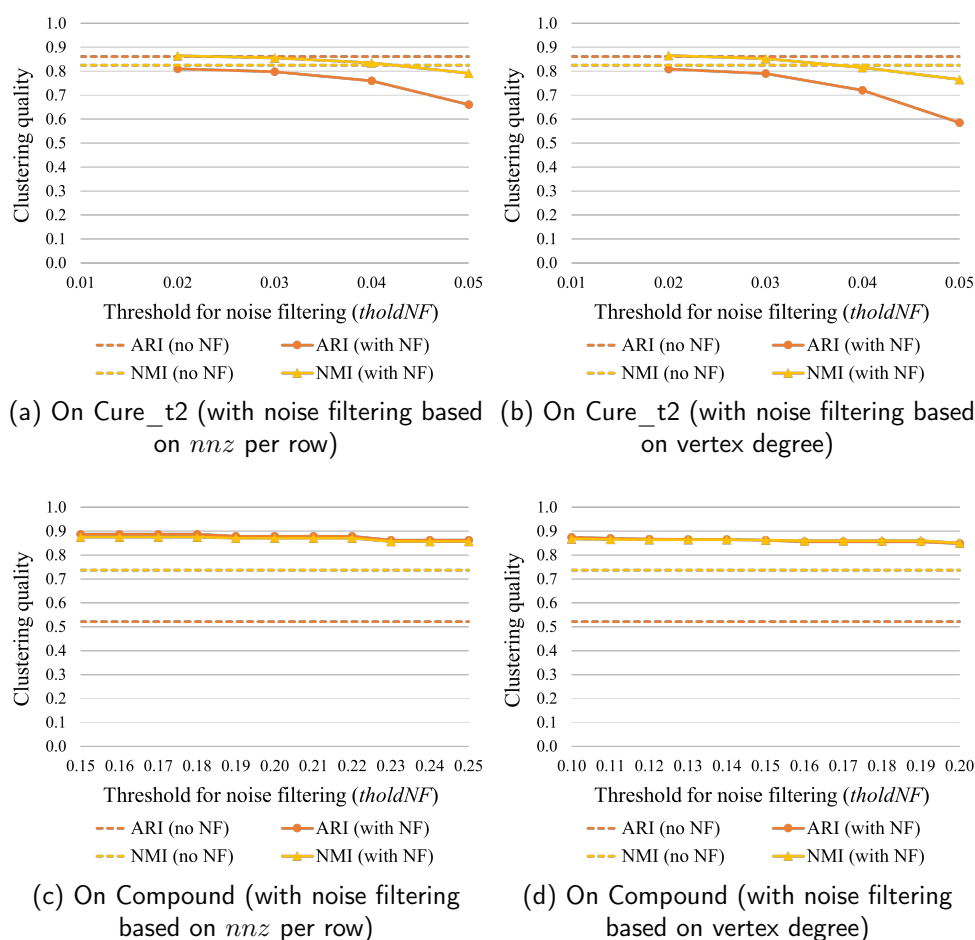 1.0
0.9
0.8
0.7
0.6
0.5
0.4
0.3
0.2
0.1
0.0
Clustering quality
0.01 0.02 0.03 0.04 0.05
Threshold for noise filtering (tholdNF)
ARI (no NF) ARI (with NF)
NMI (no NF) NMI (with NF)
(a) On Cure_t2 (with noise filtering based
on nnz per row)
1.0
0.9
0.8
0.7
0.6
0.5
0.4
0.3
0.2
0.1
0.0
Clustering quality
0.01 0.02 0.03 0.04 0.05
Threshold for noise filtering (tholdNF)
ARI (no NF) ARI (with NF)
NMI (no NF) NMI (with NF)
(b) On Cure_t2 (with noise filtering based
on vertex degree)
1.0
0.9
0.8
0.7
0.6
0.5
0.4
0.3
0.2
0.1
0.0
Clustering quality
0.15 0.16 0.17 0.18 0.19 0.20 0.21 0.22 0.23 0.24 0.25
Threshold for noise filtering (tholdNF)
ARI (no NF) ARI (with NF)
NMI (no NF) NMI (with NF)
(c) On Compound (with noise filtering
based on nnz per row)
1.0
0.9
0.8
0.7
0.6
0.5
0.4
0.3
0.2
0.1
0.0
Clustering quality
0.10 0.11 0.12 0.13 0.14 0.15 0.16 0.17 0.18 0.19 0.20
Threshold for noise filtering (tholdNF)
ARI (no NF) ARI (with NF)
NMI (no NF) NMI (with NF)
(d) On Compound (with noise filtering
based on vertex degree)